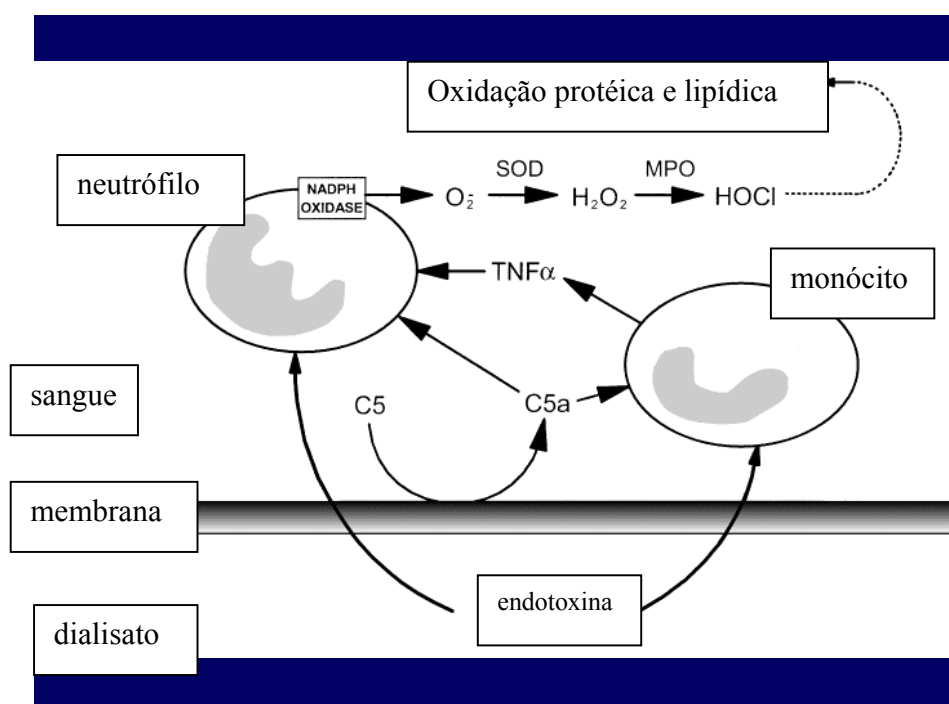 Oxidação protéica e lipídica
neutrófilo
NADPH
OXIDASE
O₂⁻
SOD
H₂O₂
MPO
HOCl
TNFα
monócito
sangue
C5
C5a
membrana
endotoxina
dialisato